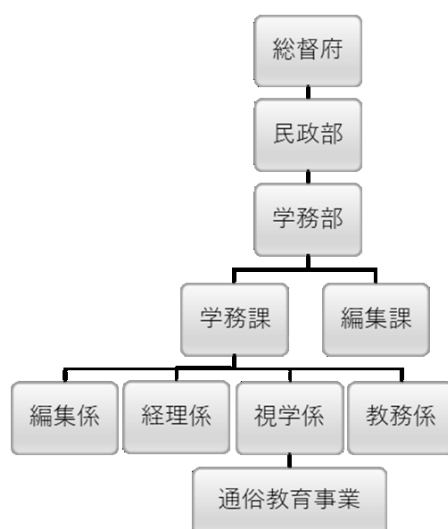 総督府
民政部
学務部
学務課
編集課
編集係
経理係
視学係
教務係
通俗教育事業